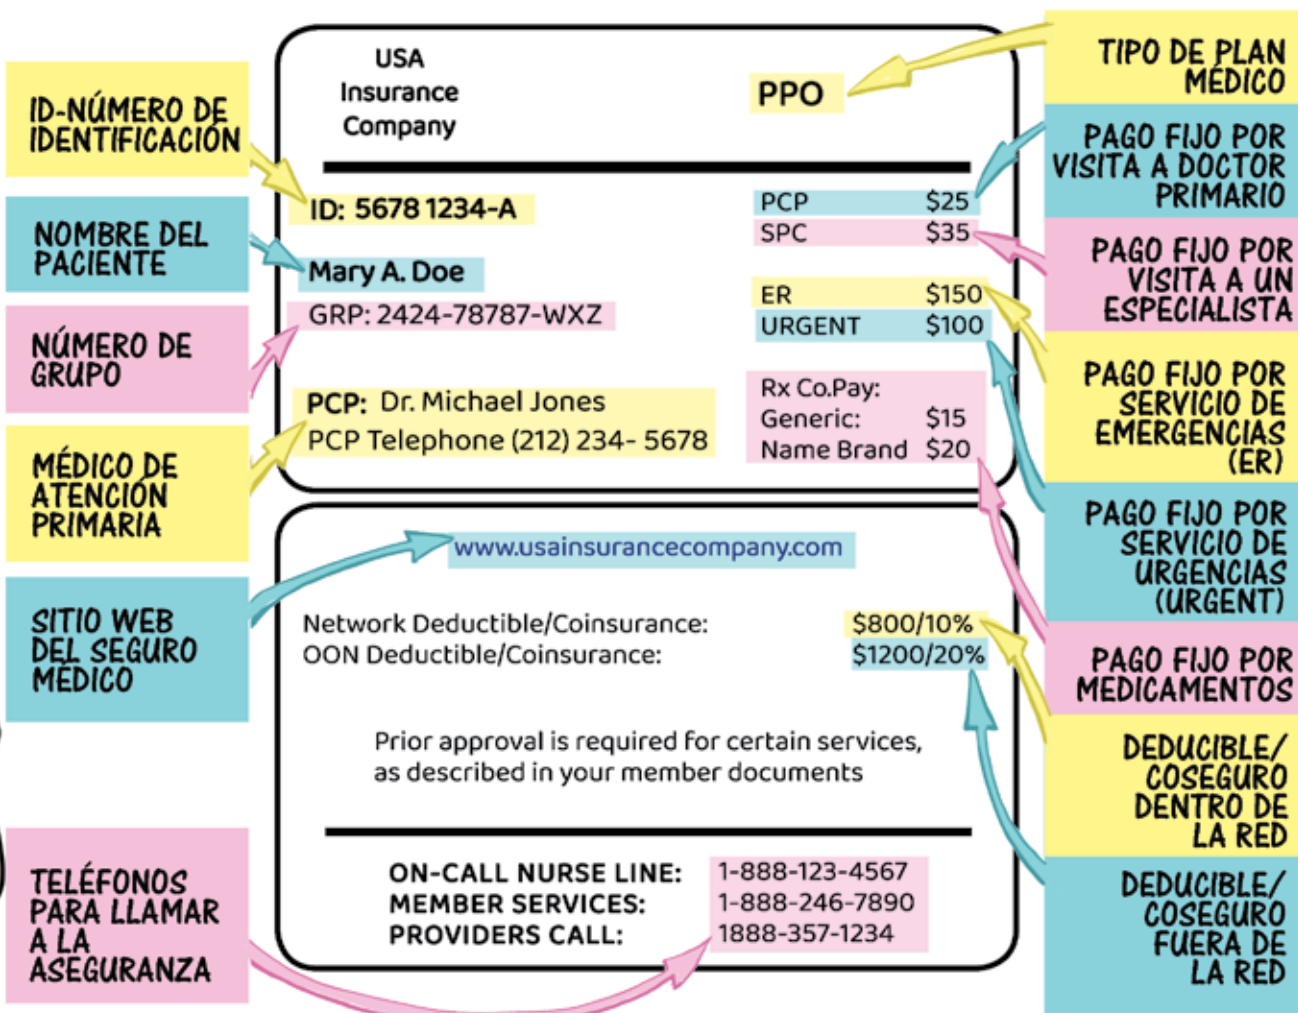 ID-NÚMERO DE
IDENTIFICACIÓN
NOMBRE DEL
PACIENTE
NÚMERO DE
GRUPO
MÉDICO DE
ATENCIÓN
PRIMARIA
SITIO WEB
DEL SEGURO
MÉDICO
TELÉFONOS
PARA LLAMAR
A LA
ASEGURANZA
USA
Insurance
Company
PPO
ID: 5678 1234-A
Mary A. Doe
GRP: 2424-78787-WXZ
PCP: Dr. Michael Jones
PCP Telephone (212) 234- 5678
PCP $25
SPC $35
ER $150
URGENT $100
Rx Co.Pay:
Generic: $15
Name Brand $20
www.usainsurancecompany.com
Network Deductible/Coinsurance: $800/10%
OON Deductible/Coinsurance: $1200/20%
Prior approval is required for certain services,
as described in your member documents
ON-CALL NURSE LINE: 1-888-123-4567
MEMBER SERVICES: 1-888-246-7890
PROVIDERS CALL: 1888-357-1234
TIPO DE PLAN
MÉDICO
PAGO FIJO POR
VISITA A DOCTOR
PRIMARIO
PAGO FIJO POR
VISITA A UN
ESPECIALISTA
PAGO FIJO POR
SERVICIO DE
EMERGENCIAS
(ER)
PAGO FIJO POR
SERVICIO DE
URGENCIAS
(URGENT)
PAGO FIJO POR
MEDICAMENTOS
DEDUCIBLE/
COSEGURO
DENTRO DE
LA RED
DEDUCIBLE/
COSEGURO
FUERA DE
LA RED